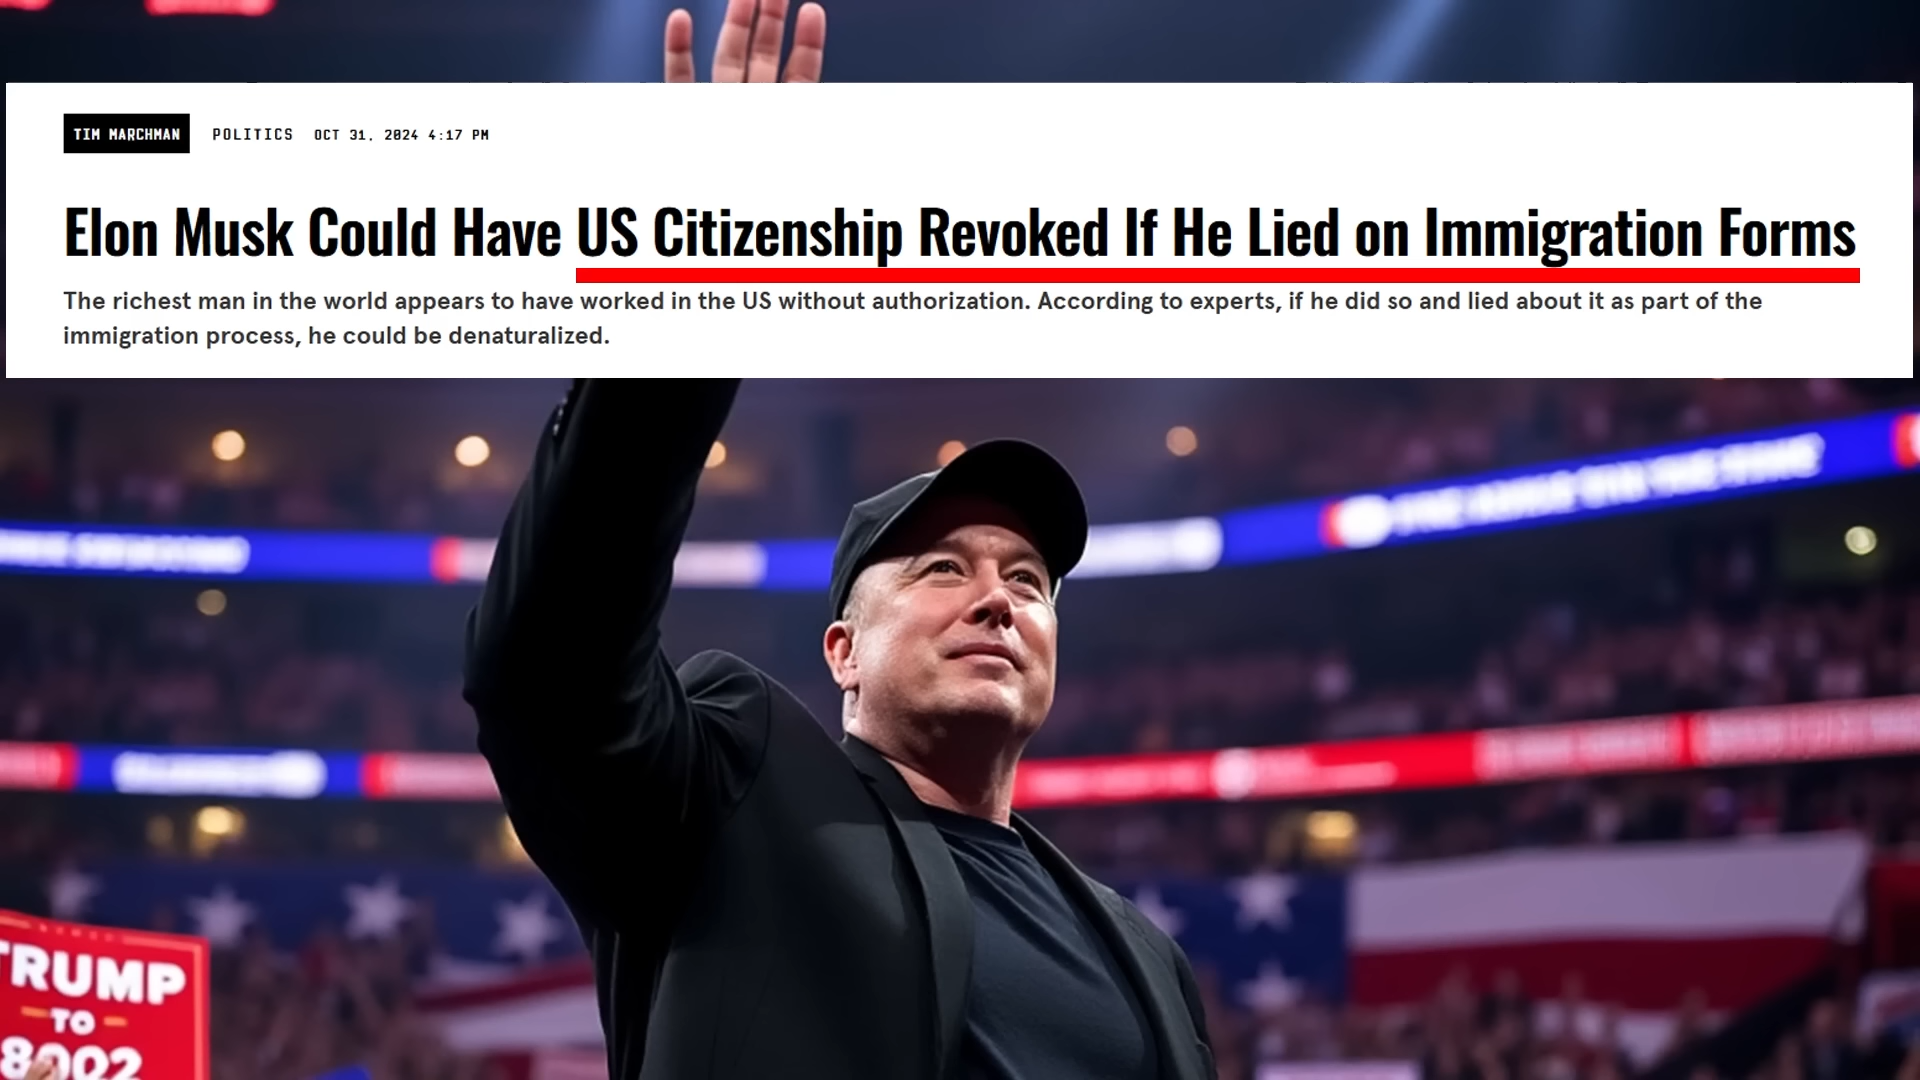 TIM MARCHMAN POLITICS OCT 31, 2024 4:17 PM
Elon Musk Could Have US Citizenship Revoked If He Lied on Immigration Forms
The richest man in the world appears to have worked in the US without authorization. According to experts, if he did so and lied about it as part of the
immigration process, he could be denaturalized.
TRUMP
TO
8002